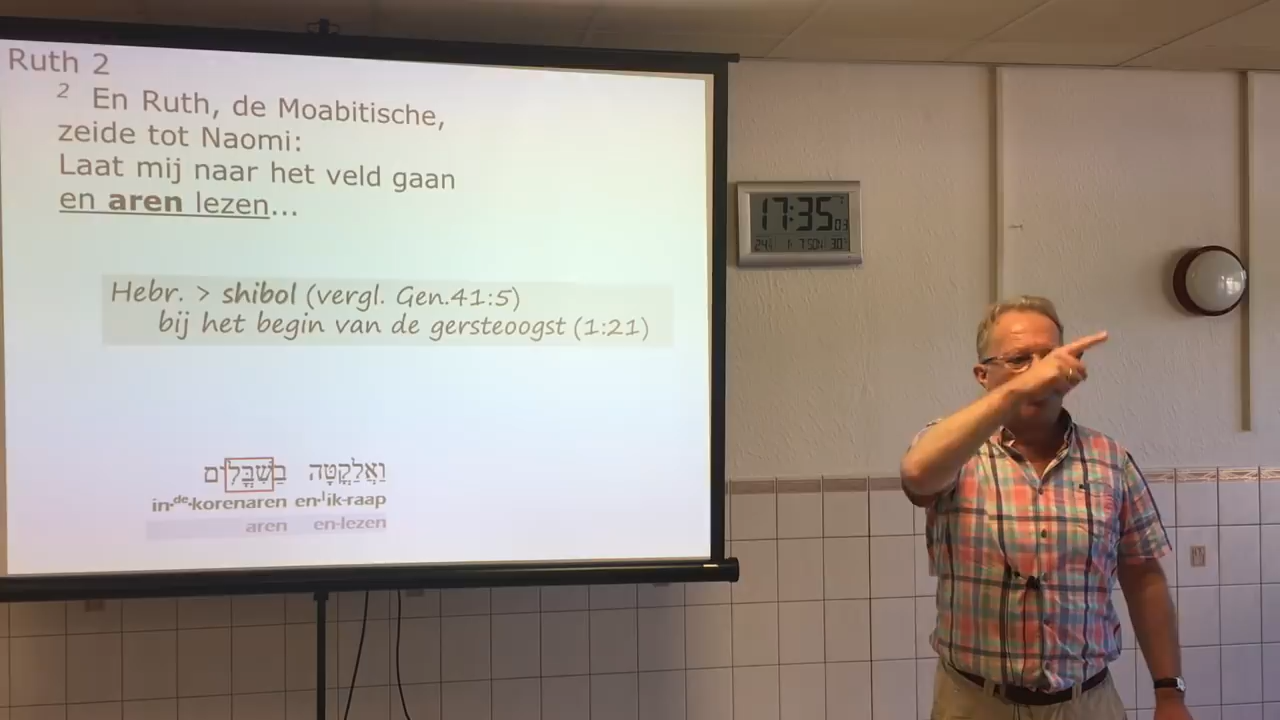 Ruth 2
2 En Ruth, de Moabitische,
zeide tot Naomi:
Laat mij naar het veld gaan
en aren lezen...
Hebr. > shibol (vergl. Gen.41:5)
bij het begin van de gersteoogst (1:21)
וַאֲלַקֳטָּה בַשִּׁבֳּלִים
in-de-korenaren en-ik-raap
aren en-lezen
17:35 03